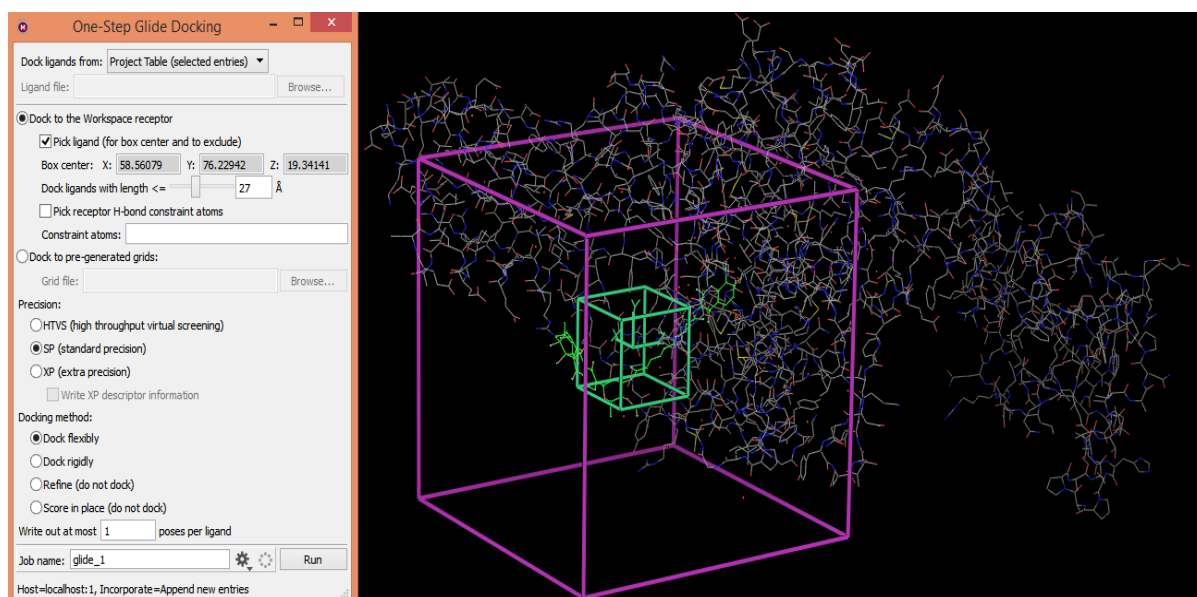 One-Step Glide Docking
Dock ligands from: Project Table (selected entries)
Ligand file: Browse...
Dock to the Workspace receptor
Pick ligand (for box center and to exclude)
Box center: X: 58.56079 Y: 76.22942 Z: 19.34141
Dock ligands with length <= 27 Å
Pick receptor H-bond constraint atoms
Constraint atoms:
Dock to pre-generated grids:
Grid file: Browse...
Precision:
HTVS (high throughput virtual screening)
SP (standard precision)
XP (extra precision)
Write XP descriptor information
Docking method:
Dock flexibly
Dock rigidly
Refine (do not dock)
Score in place (do not dock)
Write out at most 1 poses per ligand
Job name: glide_1 Run
Host=localhost:1, Incorporate=Append new entries
Y
X
Z